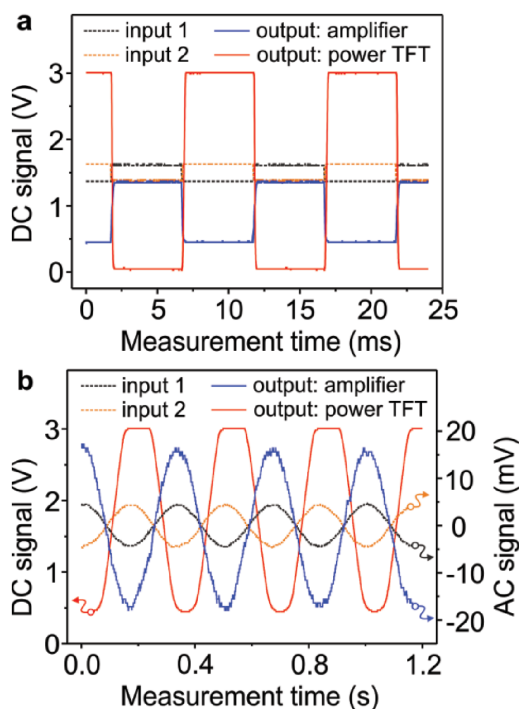 a
input 1 output: amplifier
input 2 output: power TFT
3
2
1
0
DC signal (V)
0 5 10 15 20 25
Measurement time (ms)
b
input 1 output: amplifier
input 2 output: power TFT
3
2
1
0
DC signal (V)
20
10
0
-10
-20
AC signal (mV)
0.0 0.4 0.8 1.2
Measurement time (s)